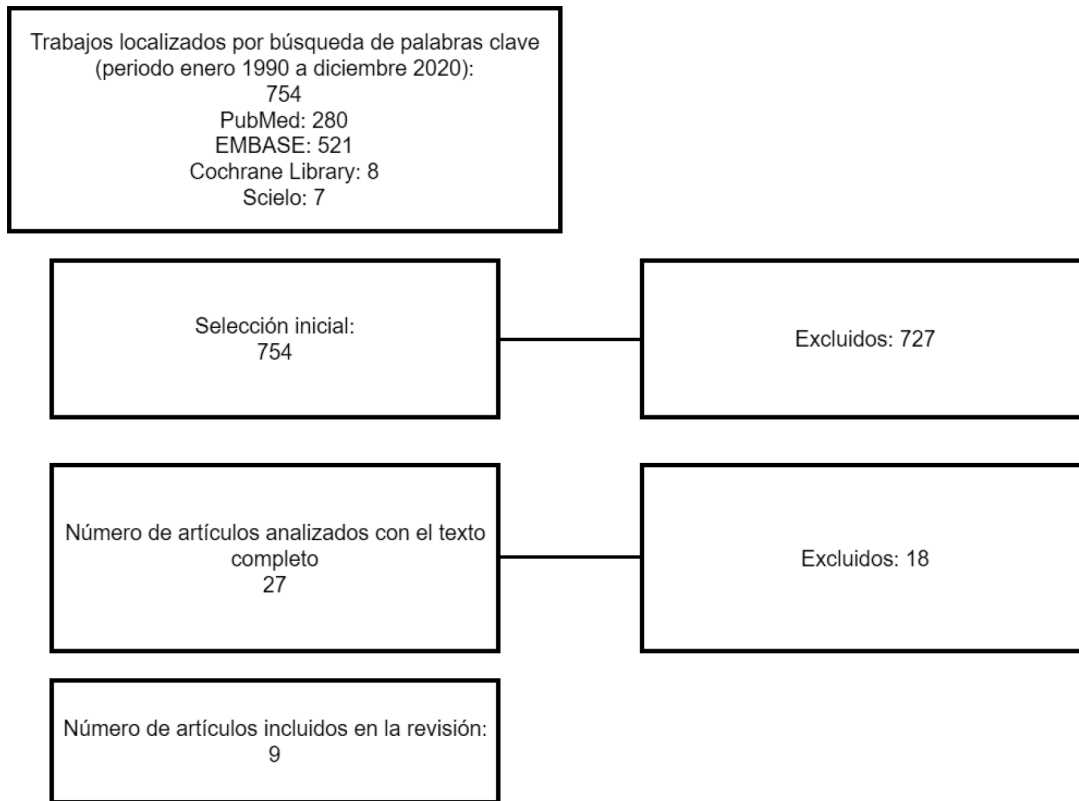 Trabajos localizados por búsqueda de palabras clave
(periodo enero 1990 a diciembre 2020):
754
PubMed: 280
EMBASE: 521
Cochrane Library: 8
Scielo: 7
Selección inicial:
754
Excluidos: 727
Número de artículos analizados con el texto
completo
27
Excluidos: 18
Número de artículos incluidos en la revisión:
9